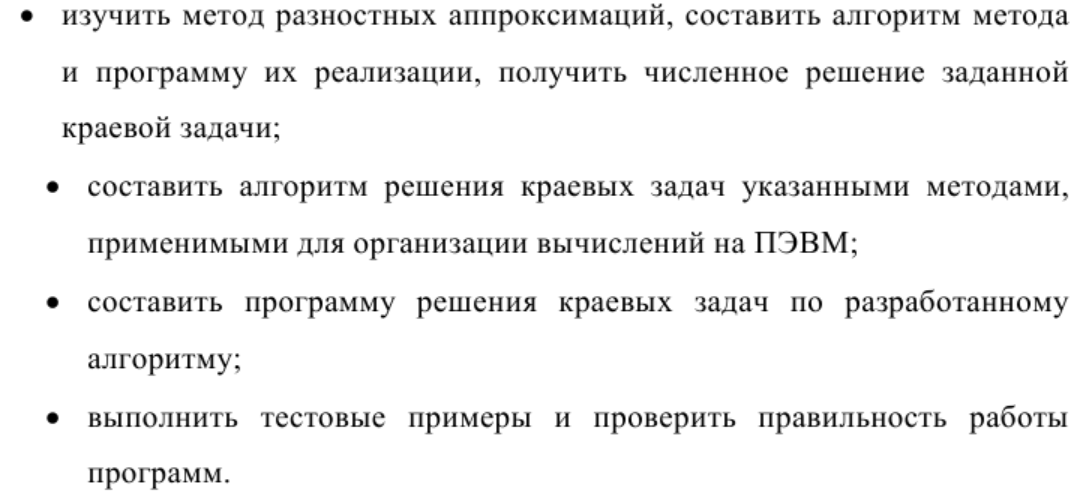 • изучить метод разностных аппроксимаций, составить алгоритм метода
и программу их реализации, получить численное решение заданной
краевой задачи;
• составить алгоритм решения краевых задач указанными методами,
применимыми для организации вычислений на ПЭВМ;
• составить программу решения краевых задач по разработанному
алгоритму;
• выполнить тестовые примеры и проверить правильность работы
программ.